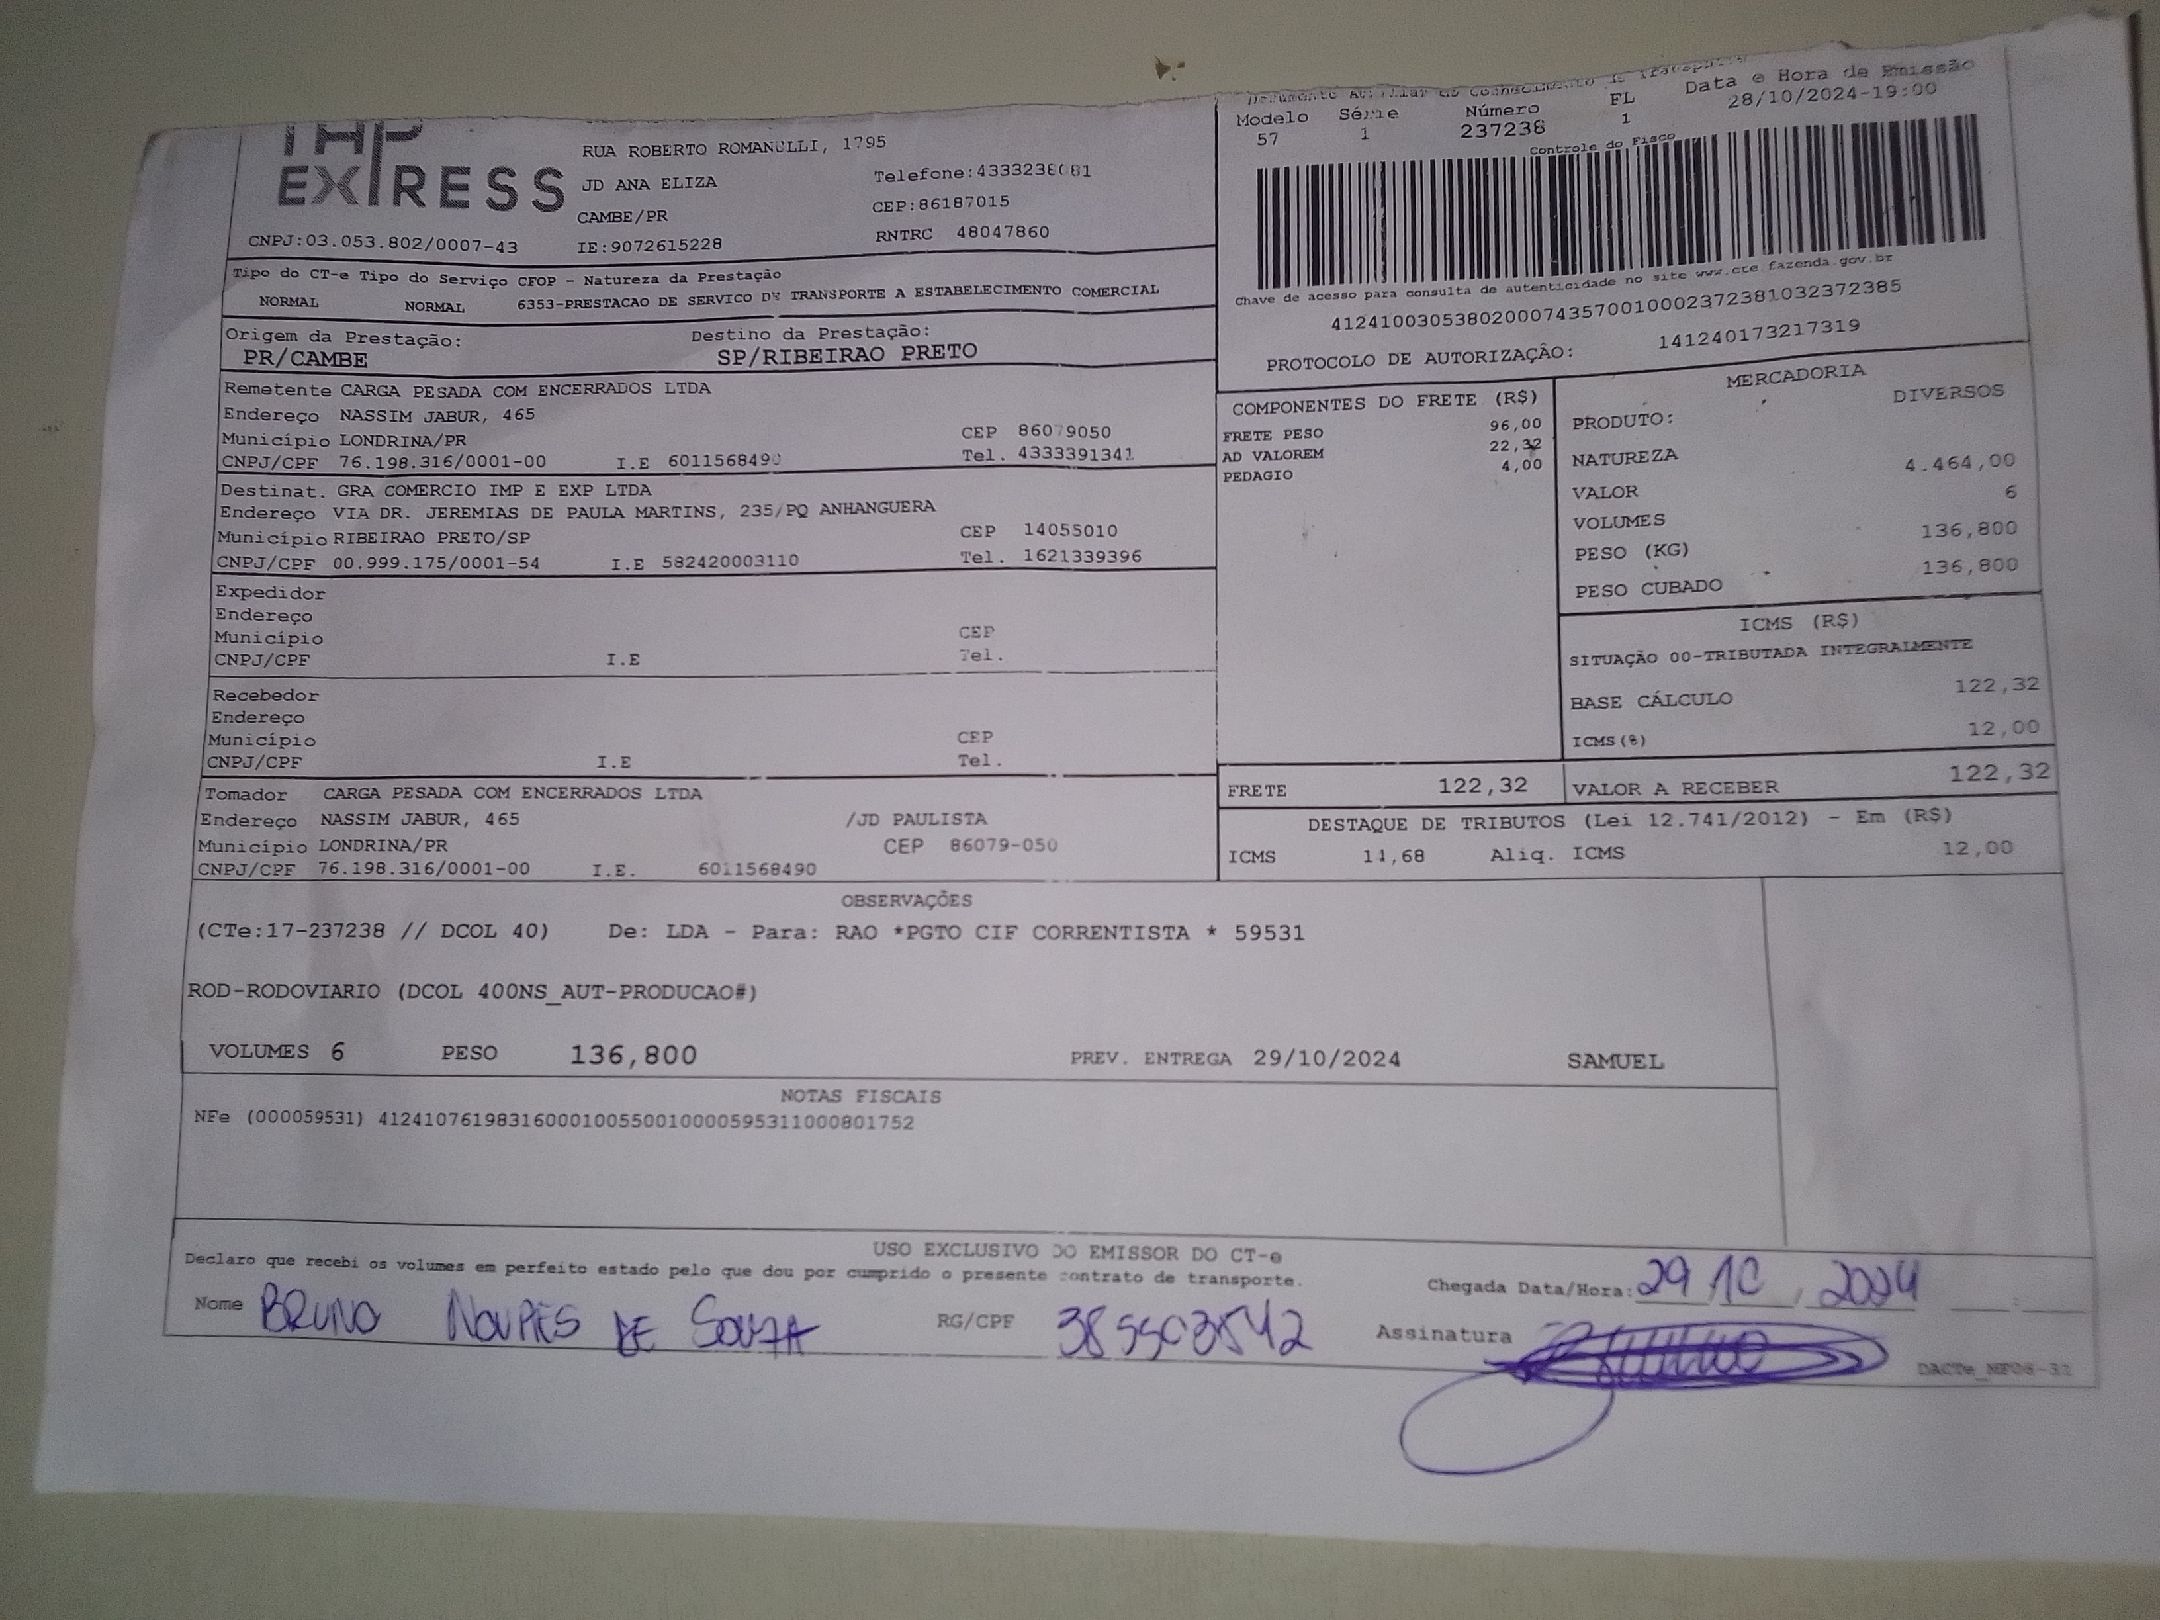 EXPRESS
RUA ROBERTO ROMANULLI, 1795
JD ANA ELIZA
Telefone:4333238081
CAMBE/PR
CEP:86187015
CNPJ:03.053.802/0007-43 IE:9072615228
RNTRC 48047860
Documento Auxiliar do Conhecimento de Transporte
Modelo Série Número FL Data e Hora de Emissão
57 1 237238 1 28/10/2024-19:00
Controle do Fisco
Chave de acesso para consulta de autenticidade no site www.cte.fazenda.gov.br
41241003053802000743570010002372381032372385
PROTOCOLO DE AUTORIZAÇÃO: 141240173217319
Tipo do CT-e Tipo do Serviço CFOP - Natureza da Prestação
NORMAL NORMAL 6353-PRESTACAO DE SERVICO DE TRANSPORTE A ESTABELECIMENTO COMERCIAL
Origem da Prestação: Destino da Prestação:
PR/CAMBE SP/RIBEIRAO PRETO
Remetente CARGA PESADA COM ENCERRADOS LTDA
Endereço NASSIM JABUR, 465
Município LONDRINA/PR CEP 86079050
CNPJ/CPF 76.198.316/0001-00 I.E 6011568490 Tel. 4333391341
Destinat. GRA COMERCIO IMP E EXP LTDA
Endereço VIA DR. JEREMIAS DE PAULA MARTINS, 235/PQ ANHANGUERA
Município RIBEIRAO PRETO/SP CEP 14055010
CNPJ/CPF 00.999.175/0001-54 I.E 582420003110 Tel. 1621339396
Expedidor
Endereço
Município CEP
CNPJ/CPF I.E Tel.
Recebedor
Endereço
Município CEP
CNPJ/CPF I.E Tel.
Tomador CARGA PESADA COM ENCERRADOS LTDA
Endereço NASSIM JABUR, 465 /JD PAULISTA
Município LONDRINA/PR CEP 86079-050
CNPJ/CPF 76.198.316/0001-00 I.E. 6011568490
COMPONENTES DO FRETE (R$)
FRETE PESO 96,00
AD VALOREM 22,32
PEDAGIO 4,00
MERCADORIA
PRODUTO: DIVERSOS
NATUREZA
VALOR 4.464,00
VOLUMES 6
PESO (KG) 136,800
PESO CUBADO 136,800
ICMS (R$)
SITUAÇÃO 00-TRIBUTADA INTEGRALMENTE
BASE CÁLCULO 122,32
ICMS(%) 12,00
FRETE 122,32 VALOR A RECEBER 122,32
DESTAQUE DE TRIBUTOS (Lei 12.741/2012) - Em (R$)
ICMS 14,68 Aliq. ICMS 12,00
OBSERVAÇÕES
(CTe:17-237238 // DCOL 40) De: LDA - Para: RAO *PGTO CIF CORRENTISTA * 59531
ROD-RODOVIARIO (DCOL 400NS_AUT-PRODUCAO#)
VOLUMES 6 PESO 136,800 PREV. ENTREGA 29/10/2024 SAMUEL
NOTAS FISCAIS
NFe (000059531) 41241076198316000100550010000595311000801752
USO EXCLUSIVO DO EMISSOR DO CT-e
Declaro que recebi os volumes em perfeito estado pelo que dou por cumprido o presente contrato de transporte.
Chegada Data/Hora: 29 10 2024
Nome BRUNO DE SOUZA RG/CPF 385503542 Assinatura
DACTe_MF06-32